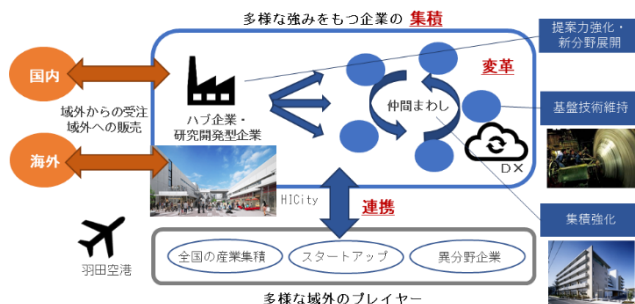 多様な強みをもつ企業の 集積
提案力強化・
新分野展開
国内
変革
域外からの受注
域外への販売
ハブ企業・
研究開発型企業
仲間まわし
基盤技術維持
海外
DX
HICity
連携
集積強化
羽田空港
全国の産業集積
スタートアップ
異分野企業
多様な域外のプレイヤー